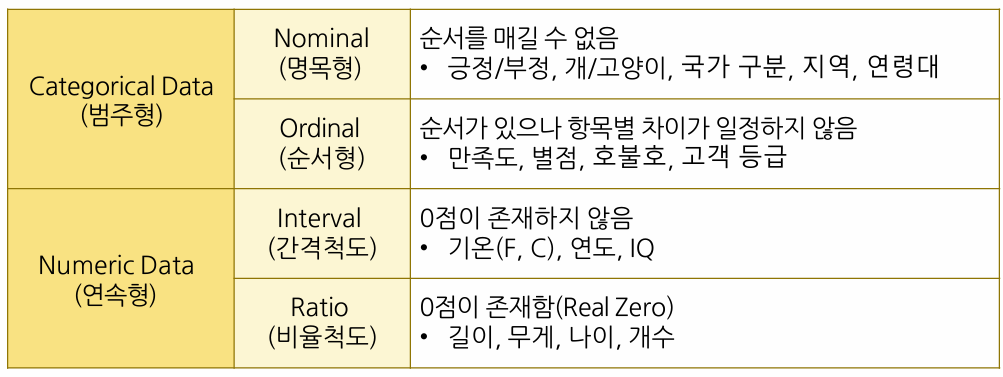 Categorical Data
(범주형)
Nominal
(명목형)
순서를 매길 수 없음
• 긍정/부정, 개/고양이, 국가 구분, 지역, 연령대
Ordinal
(순서형)
순서가 있으나 항목별 차이가 일정하지 않음
• 만족도, 별점, 호불호, 고객 등급
Numeric Data
(연속형)
Interval
(간격척도)
0점이 존재하지 않음
• 기온(F, C), 연도, IQ
Ratio
(비율척도)
0점이 존재함(Real Zero)
• 길이, 무게, 나이, 개수